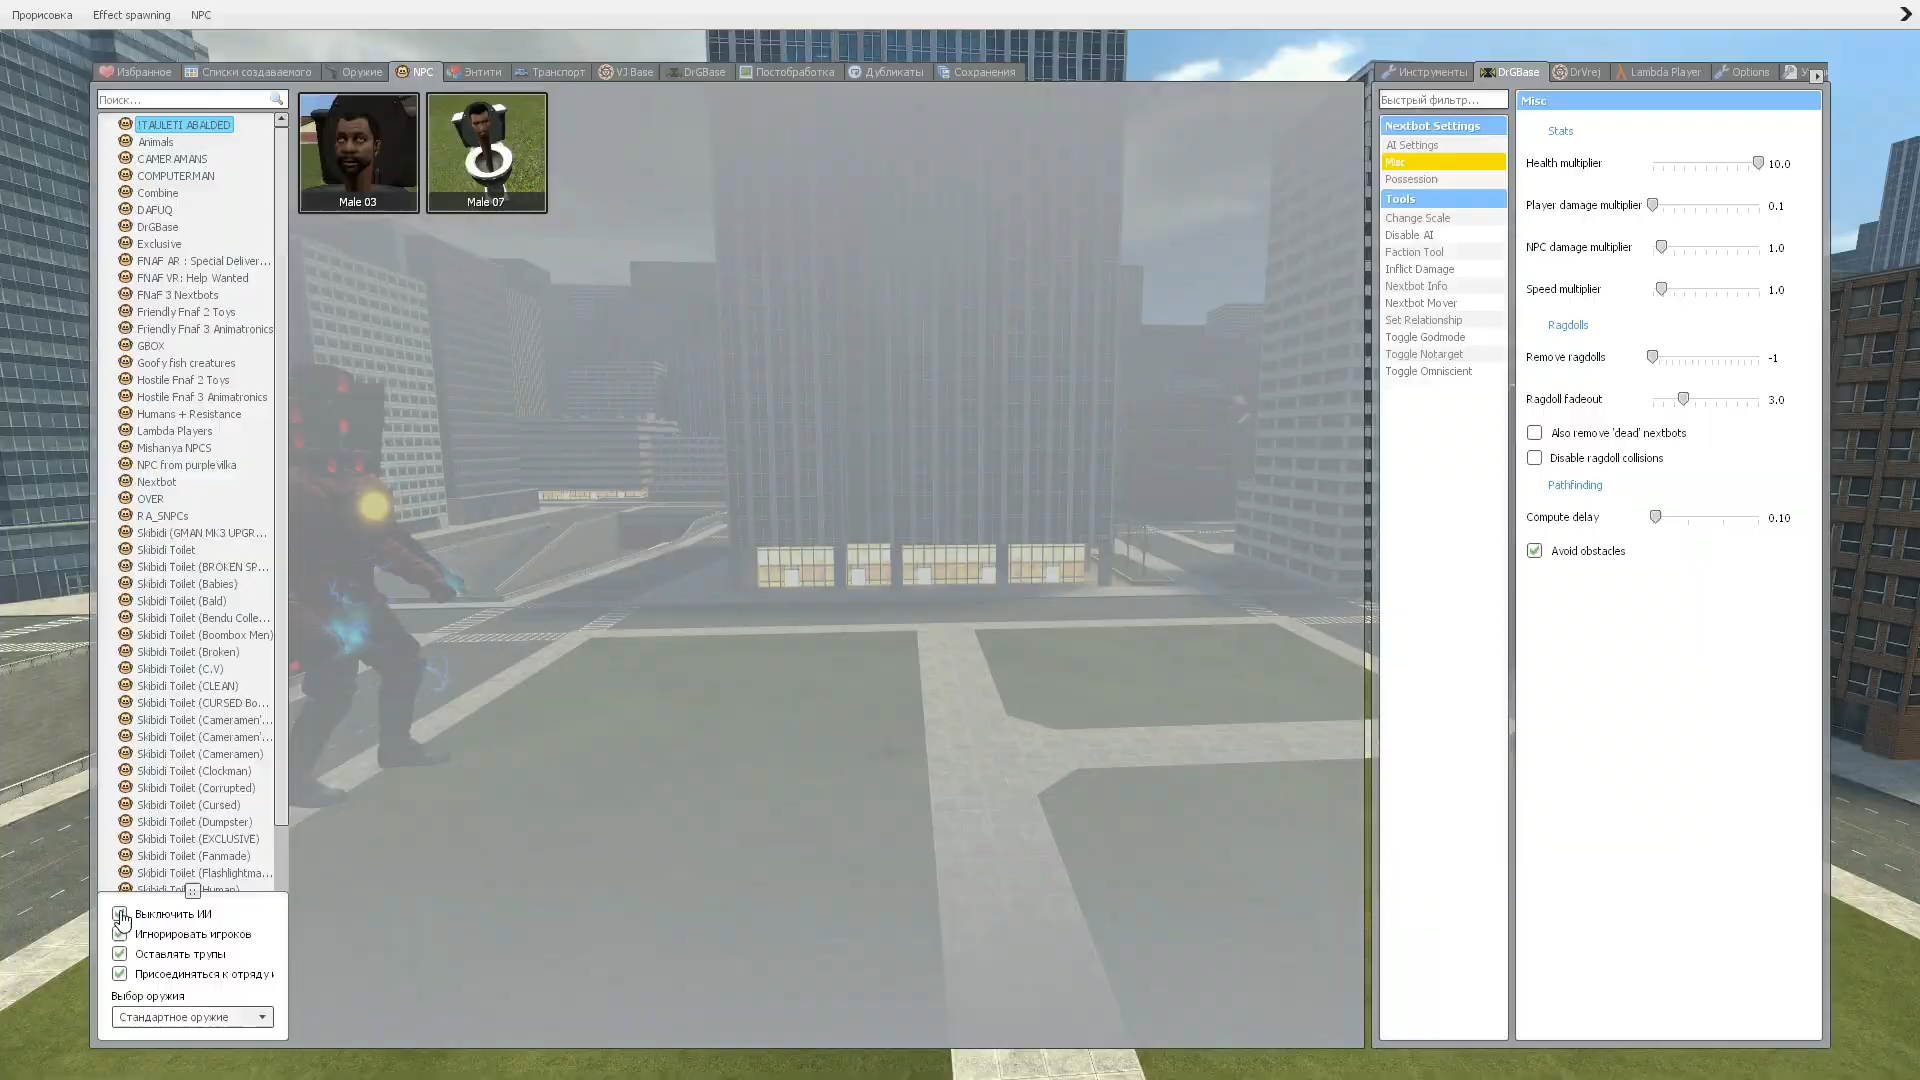 Прорисовка Effect spawning NPC
Избранное Списки создаваемого Оружие NPC Энтити Транспорт VJ Base DrGBase Постобработка Дубликаты Сохранения
Поиск...
!TAULETI ABALDED
Animals
CAMERAMANS
COMPUTERMAN
Combine
DAFUQ
DrGBase
Exclusive
FNAF AR : Special Deliver...
FNAF VR: Help Wanted
FNaF 3 Nextbots
Friendly Fnaf 2 Toys
Friendly Fnaf 3 Animatronics
GBOX
Goofy fish creatures
Hostile Fnaf 2 Toys
Hostile Fnaf 3 Animatronics
Humans + Resistance
Lambda Players
Mishanya NPCS
NPC from purplevilka
Nextbot
OVER
RA_SNPCs
Skibidi (GMAN MK3 UPGR...
Skibidi Toilet
Skibidi Toilet (BROKEN SP...
Skibidi Toilet (Babies)
Skibidi Toilet (Bald)
Skibidi Toilet (Bendu Colle...
Skibidi Toilet (Boombox Men)
Skibidi Toilet (Broken)
Skibidi Toilet (C.V)
Skibidi Toilet (CLEAN)
Skibidi Toilet (CURSED Bo...
Skibidi Toilet (Cameramen'...
Skibidi Toilet (Cameramen'...
Skibidi Toilet (Cameramen)
Skibidi Toilet (Clockman)
Skibidi Toilet (Corrupted)
Skibidi Toilet (Cursed)
Skibidi Toilet (Dumpster)
Skibidi Toilet (EXCLUSIVE)
Skibidi Toilet (Fanmade)
Skibidi Toilet (Flashlightma...
Выключить ИИ
Игнорировать игроков
Оставлять трупы
Присоединяться к отряду
Выбор оружия
Стандартное оружие
Male 03
Male 07
Инструменты DrGBase DrVrej Lambda Player Options
Быстрый фильтр...
Nextbot Settings
AI Settings
Misc
Possession
Tools
Change Scale
Disable AI
Faction Tool
Inflict Damage
Nextbot Info
Nextbot Mover
Set Relationship
Toggle Godmode
Toggle Notarget
Toggle Omniscient
Misc
Stats
Health multiplier 10.0
Player damage multiplier 0.1
NPC damage multiplier 1.0
Speed multiplier 1.0
Ragdolls
Remove ragdolls -1
Ragdoll fadeout 3.0
Also remove 'dead' nextbots
Disable ragdoll collisions
Pathfinding
Compute delay 0.10
Avoid obstacles